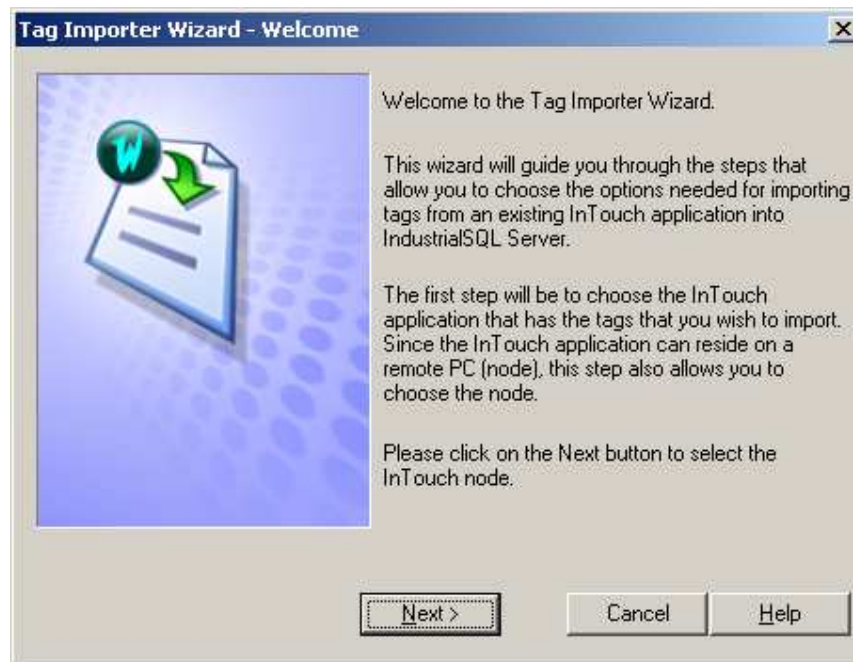 Tag Importer Wizard - Welcome
W
Welcome to the Tag Importer Wizard.
This wizard will guide you through the steps that
allow you to choose the options needed for importing
tags from an existing InTouch application into
IndustrialSQL Server.
The first step will be to choose the InTouch
application that has the tags that you wish to import.
Since the InTouch application can reside on a
remote PC (node), this step also allows you to
choose the node.
Please click on the Next button to select the
InTouch node.
Next > Cancel Help